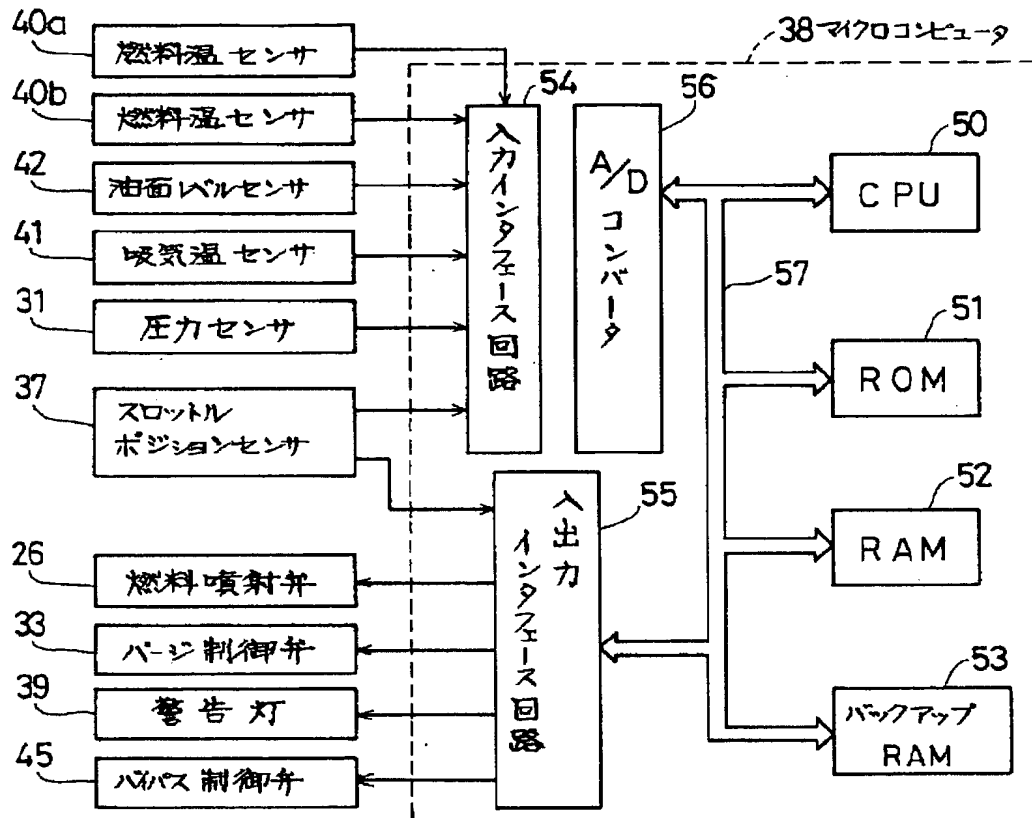 40a
燃料温センサ
40b
燃料温センサ
42
油面レベルセンサ
41
吸気温センサ
31
圧力センサ
37
スロットル
ポジションセンサ
26
燃料噴射弁
33
パージ制御弁
39
警告灯
45
バイパス制御弁
38 マイクロコンピュータ
54
入力インタフェース回路
56
A/Dコンバータ
55
入出力
インタフェース回路
50
CPU
57
51
ROM
52
RAM
53
バックアップ
RAM